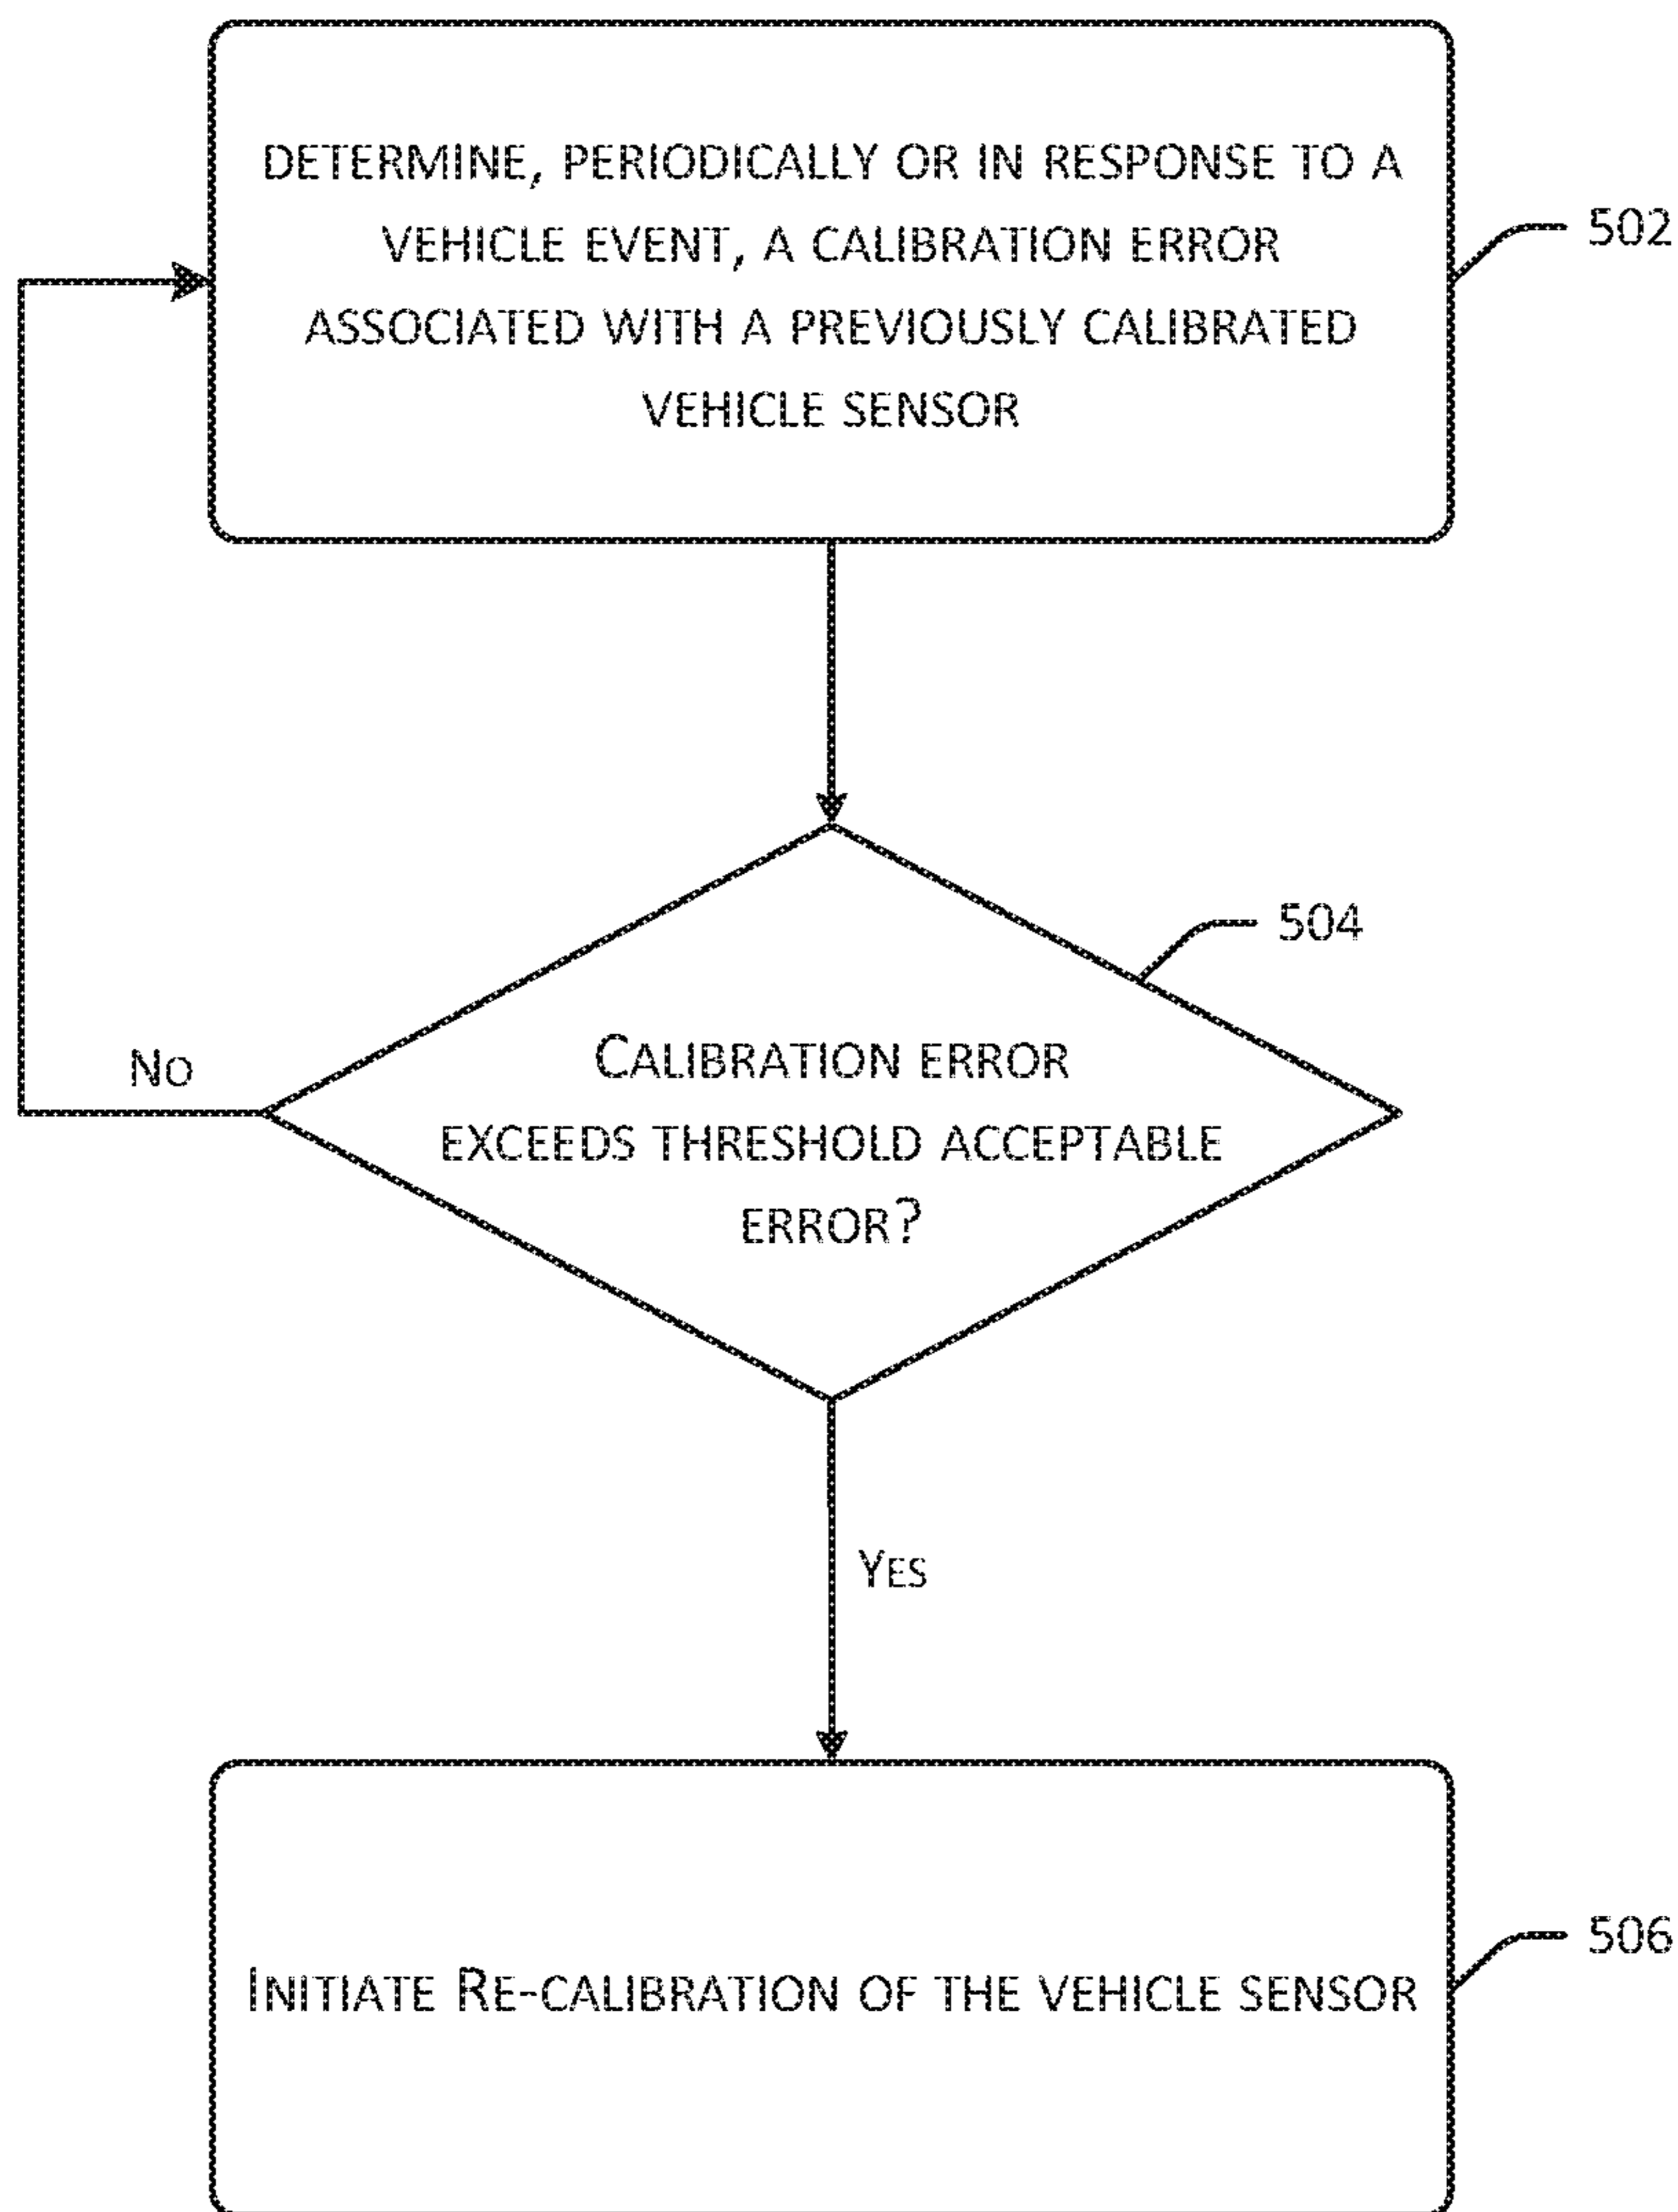 DETERMINE, PERIODICALLY OR IN RESPONSE TO A
VEHICLE EVENT, A CALIBRATION ERROR
ASSOCIATED WITH A PREVIOUSLY CALIBRATED
VEHICLE SENSOR
502
504
CALIBRATION ERROR
EXCEEDS THRESHOLD ACCEPTABLE
ERROR?
NO
YES
INITIATE RE-CALIBRATION OF THE VEHICLE SENSOR
506